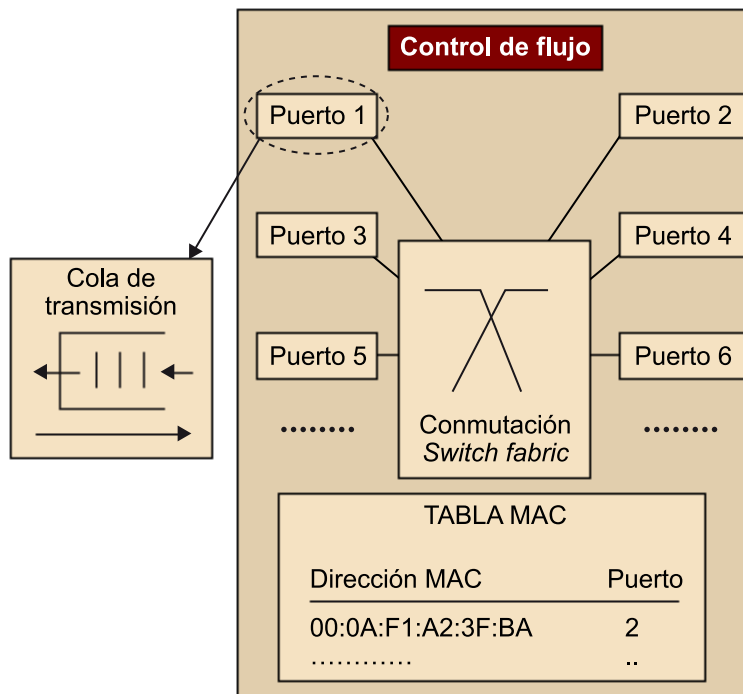 Control de flujo
Puerto 1
Puerto 2
Puerto 3
Puerto 4
Cola de
transmisión
Puerto 5
Puerto 6
........
........
Conmutación
Switch fabric
TABLA MAC
Dirección MAC Puerto
00:0A:F1:A2:3F:BA 2
............ ..